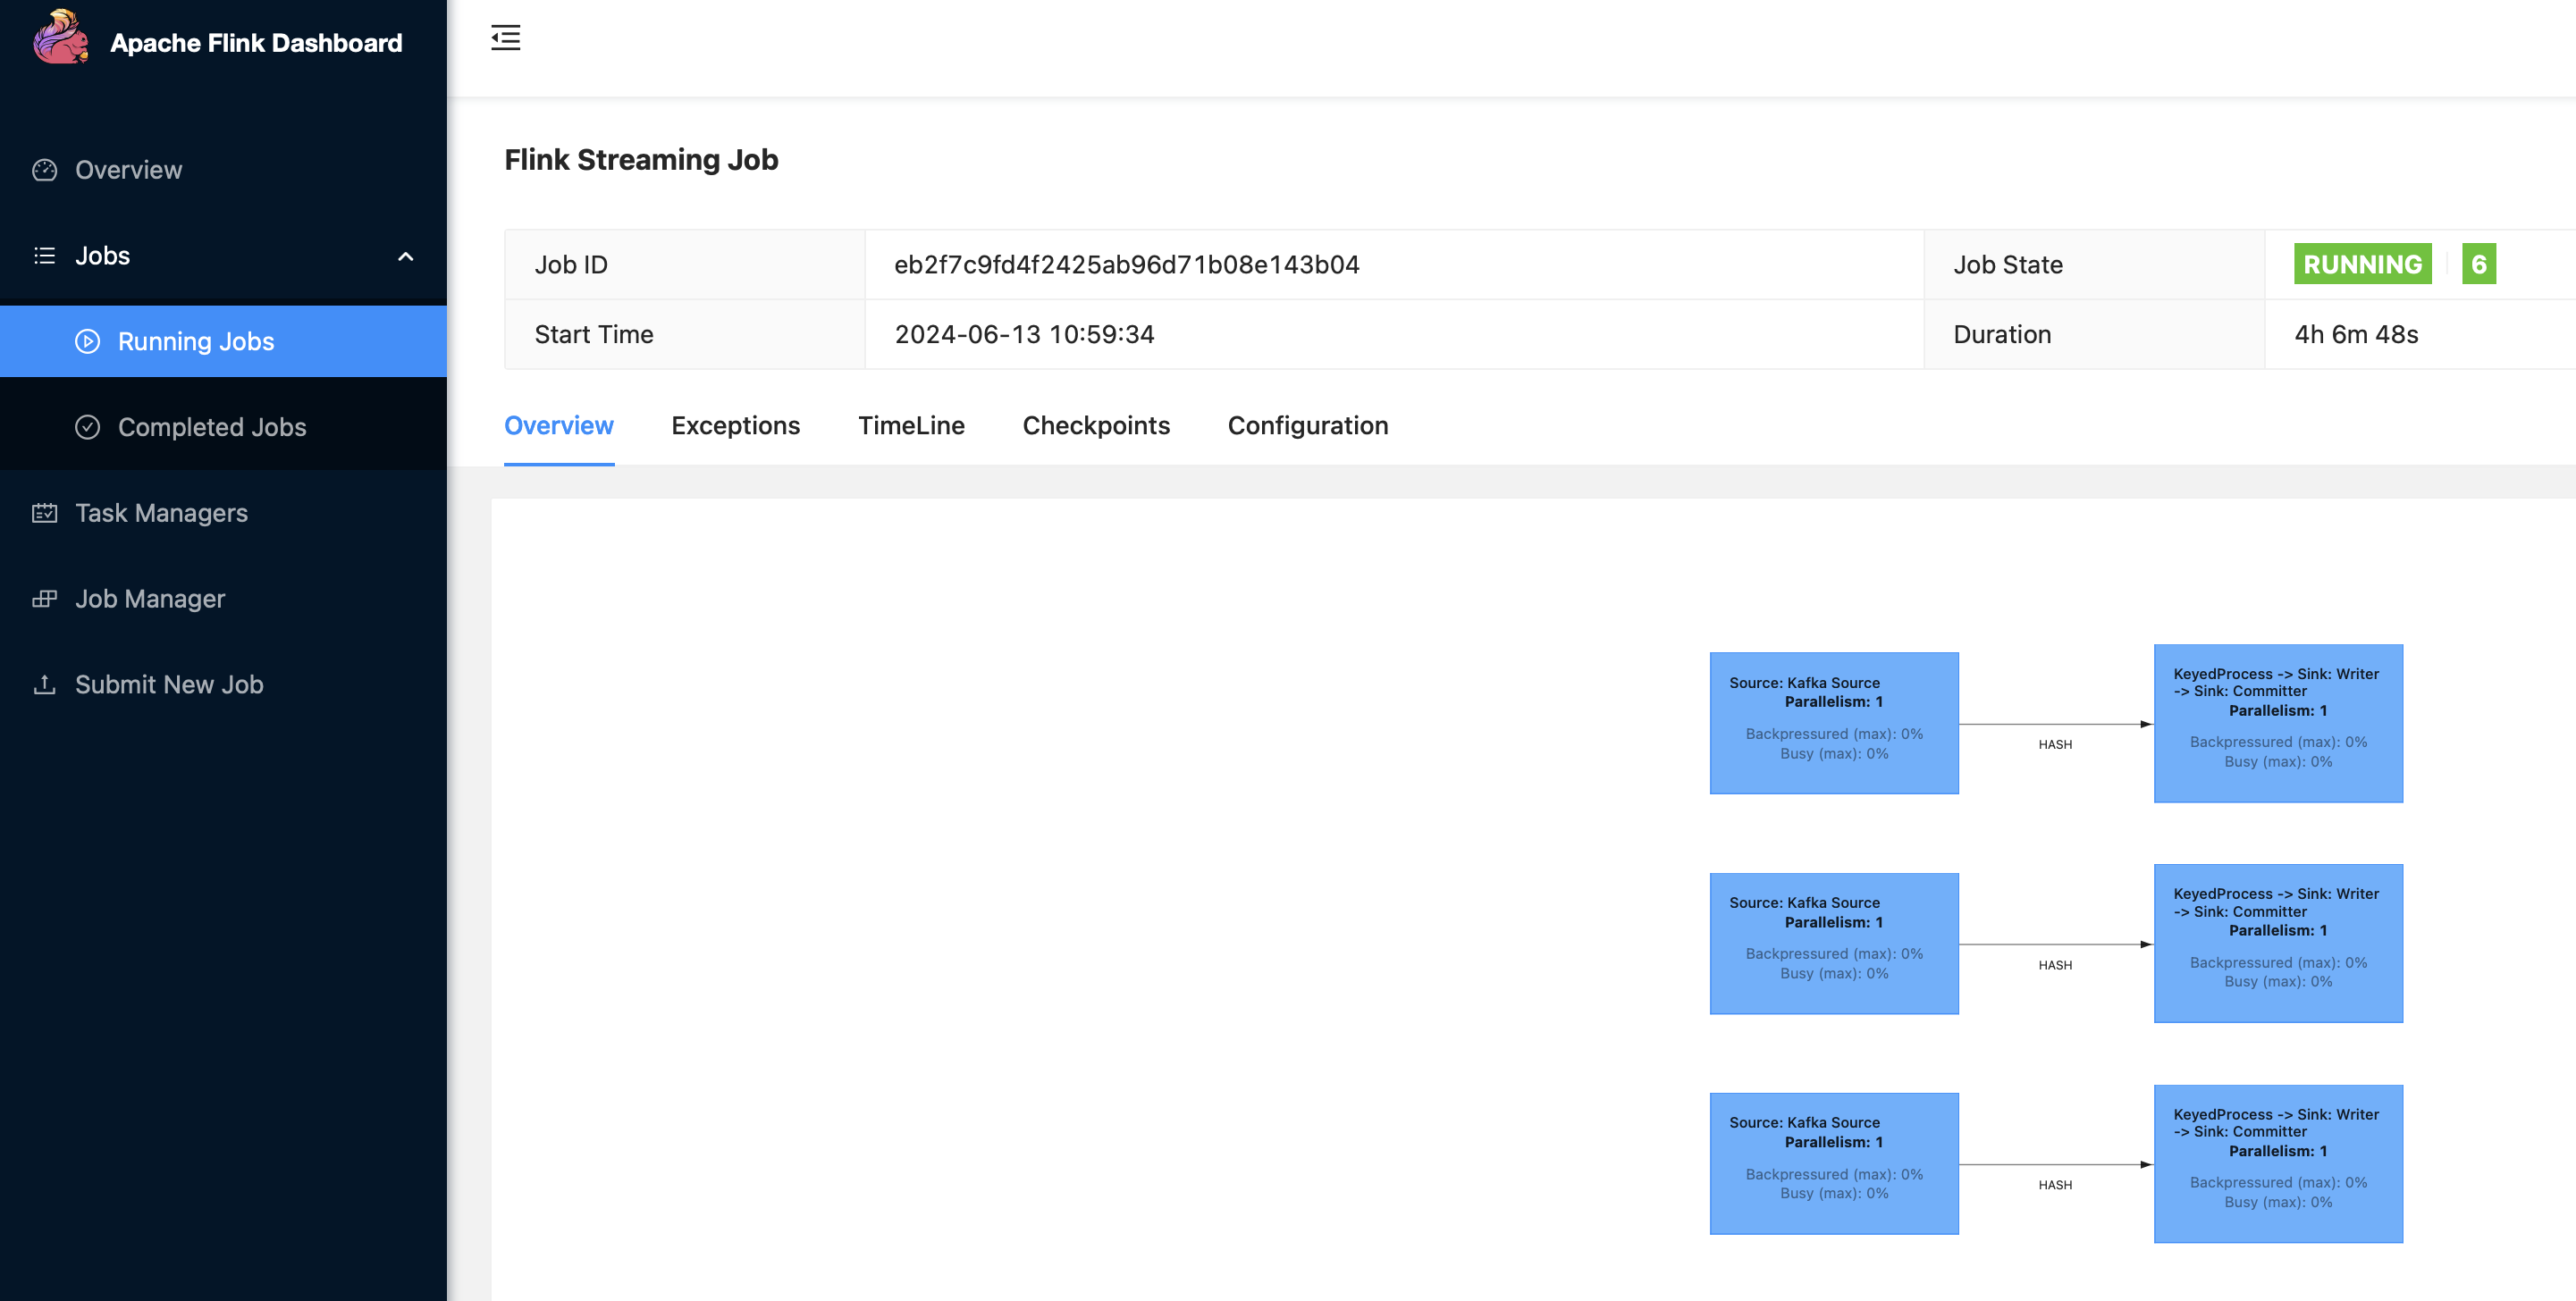 Apache Flink Dashboard
Overview
Jobs
Running Jobs
Completed Jobs
Task Managers
Job Manager
Submit New Job
Flink Streaming Job
Job ID
eb2f7c9fd4f2425ab96d71b08e143b04
Job State
RUNNING
6
Start Time
2024-06-13 10:59:34
Duration
4h 6m 48s
Overview
Exceptions
TimeLine
Checkpoints
Configuration
Source: Kafka Source
Parallelism: 1
Backpressured (max): 0%
Busy (max): 0%
HASH
KeyedProcess -> Sink: Writer
-> Sink: Committer
Parallelism: 1
Backpressured (max): 0%
Busy (max): 0%
Source: Kafka Source
Parallelism: 1
Backpressured (max): 0%
Busy (max): 0%
HASH
KeyedProcess -> Sink: Writer
-> Sink: Committer
Parallelism: 1
Backpressured (max): 0%
Busy (max): 0%
Source: Kafka Source
Parallelism: 1
Backpressured (max): 0%
Busy (max): 0%
HASH
KeyedProcess -> Sink: Writer
-> Sink: Committer
Parallelism: 1
Backpressured (max): 0%
Busy (max): 0%